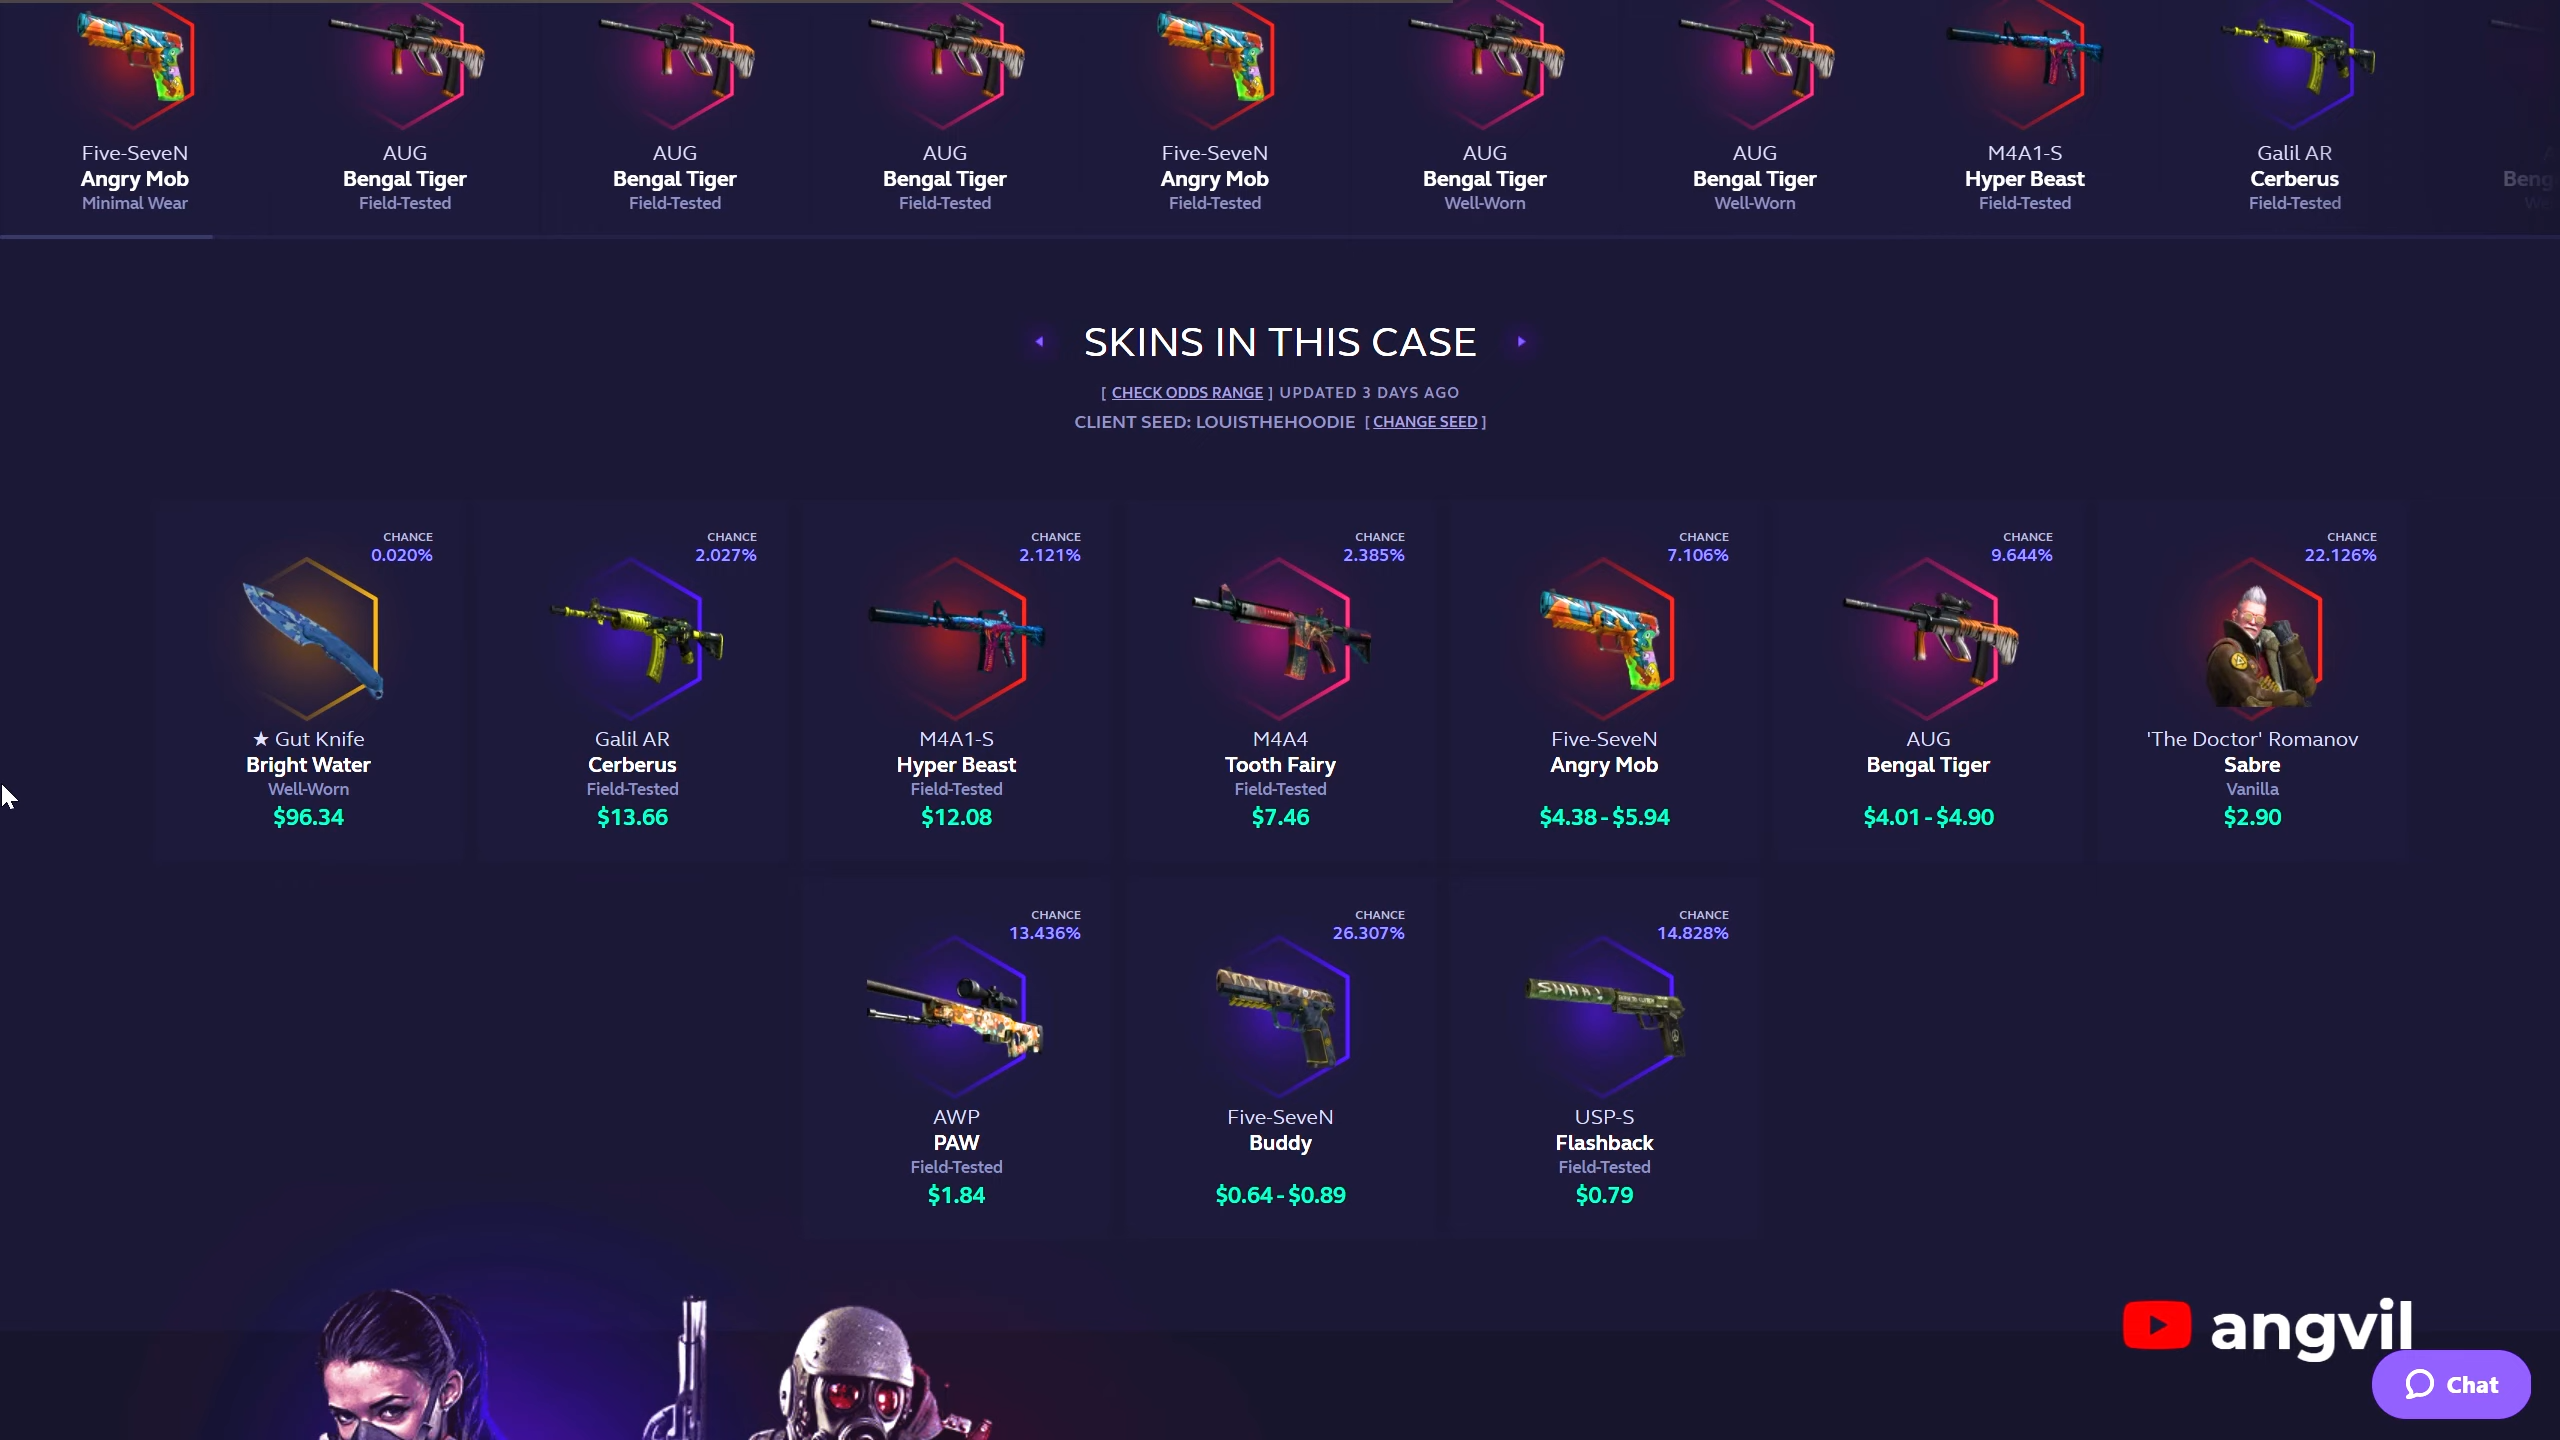 Five-SeveN
Angry Mob
Minimal Wear
AUG
Bengal Tiger
Field-Tested
AUG
Bengal Tiger
Field-Tested
AUG
Bengal Tiger
Field-Tested
Five-SeveN
Angry Mob
Field-Tested
AUG
Bengal Tiger
Well-Worn
AUG
Bengal Tiger
Well-Worn
M4A1-S
Hyper Beast
Field-Tested
Galil AR
Cerberus
Field-Tested
SKINS IN THIS CASE
[ CHECK ODDS RANGE ] UPDATED 3 DAYS AGO
CLIENT SEED: LOUISTHEHOODIE [ CHANGE SEED ]
CHANCE
0.020%
★ Gut Knife
Bright Water
Well-Worn
$96.34
CHANCE
2.027%
Galil AR
Cerberus
Field-Tested
$13.66
CHANCE
2.121%
M4A1-S
Hyper Beast
Field-Tested
$12.08
CHANCE
2.385%
M4A4
Tooth Fairy
Field-Tested
$7.46
CHANCE
7.106%
Five-SeveN
Angry Mob
$4.38 - $5.94
CHANCE
9.644%
AUG
Bengal Tiger
$4.01 - $4.90
CHANCE
22.126%
'The Doctor' Romanov
Sabre
Vanilla
$2.90
CHANCE
13.436%
AWP
PAW
Field-Tested
$1.84
CHANCE
26.307%
Five-SeveN
Buddy
$0.64 - $0.89
CHANCE
14.828%
USP-S
Flashback
Field-Tested
$0.79
angvil
Chat